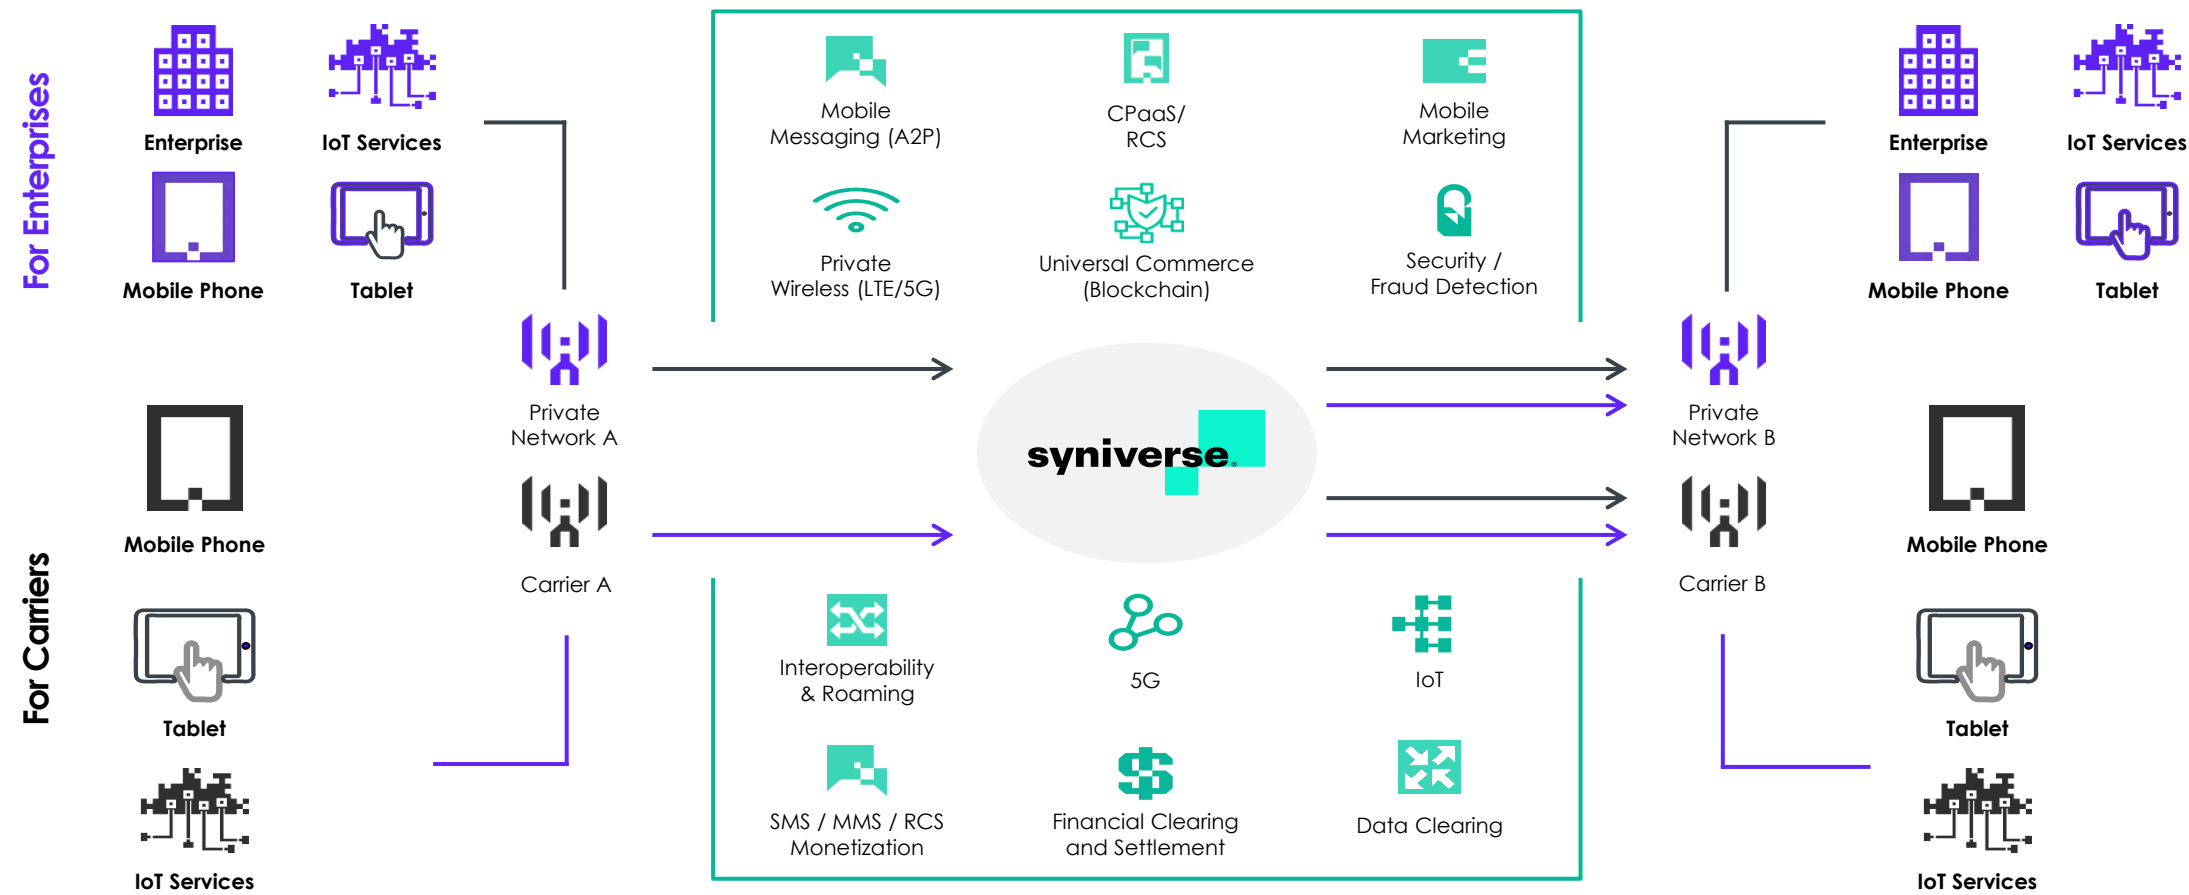 For Enterprises
Enterprise
IoT Services
Mobile Phone
Tablet
Private
Network A
For Carriers
Mobile Phone
Carrier A
Tablet
IoT Services
Mobile
Messaging (A2P)
CPaaS/
RCS
Mobile
Marketing
Private
Wireless (LTE/5G)
Universal Commerce
(Blockchain)
Security /
Fraud Detection
syniverse®
Interoperability
& Roaming
5G
IoT
SMS / MMS / RCS
Monetization
Financial Clearing
and Settlement
Data Clearing
Enterprise
IoT Services
Mobile Phone
Tablet
Private
Network B
Mobile Phone
Carrier B
Tablet
IoT Services